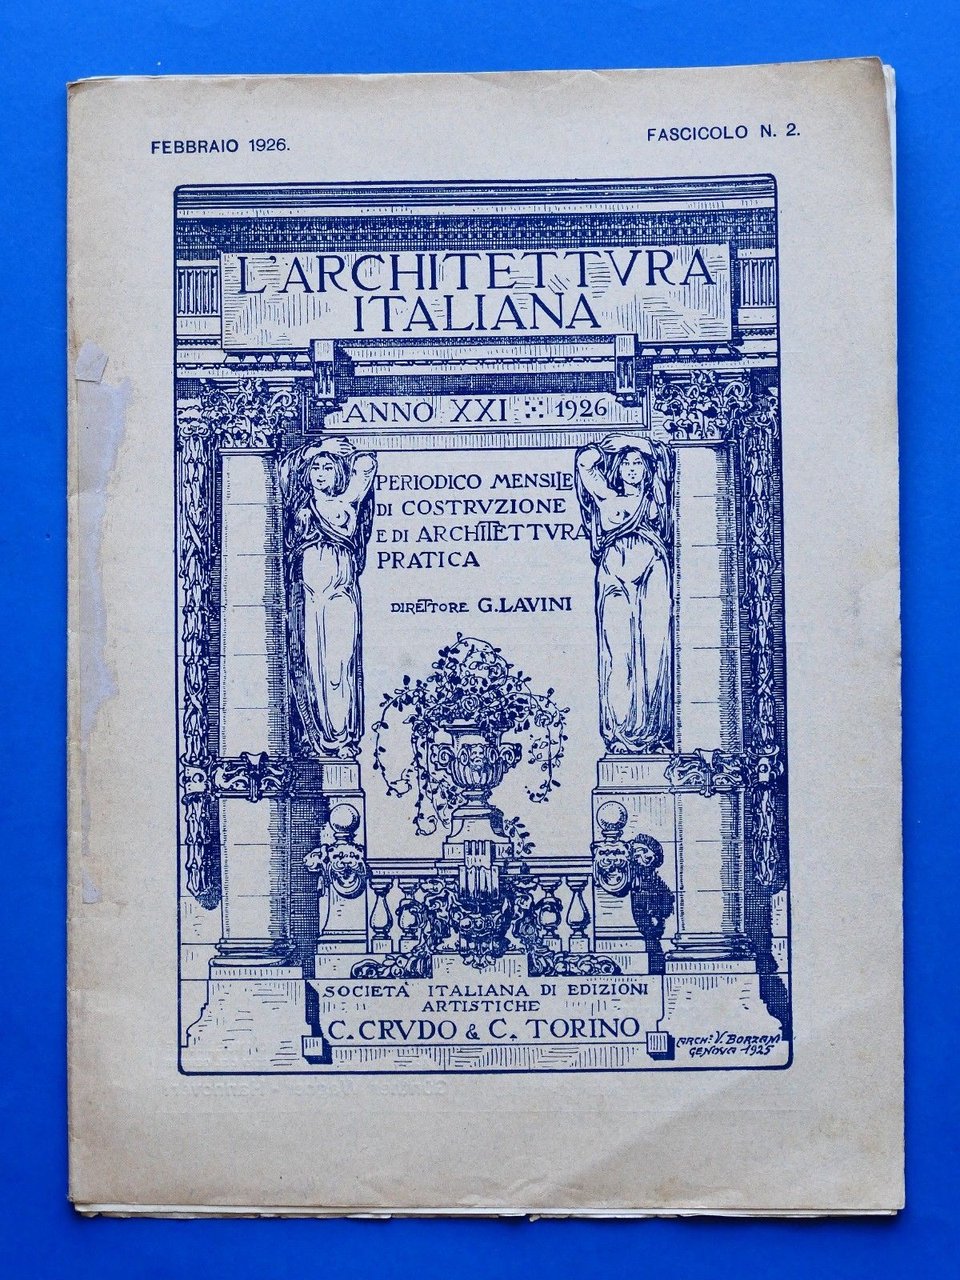 FEBBRAIO 1926.
FASCICOLO N. 2.
L'ARCHITETTVRA
ITALIANA
ANNO XXI 1926
PERIODICO MENSILE
DI COSTRVZIONE
E DI ARCHITETTVRA
PRATICA
DIRETTORE G. LAVINI
SOCIETA' ITALIANA DI EDIZIONI
ARTISTICHE
C. CRVDO & C. TORINO
ARCH: V. BORZANI
GENOVA 1925